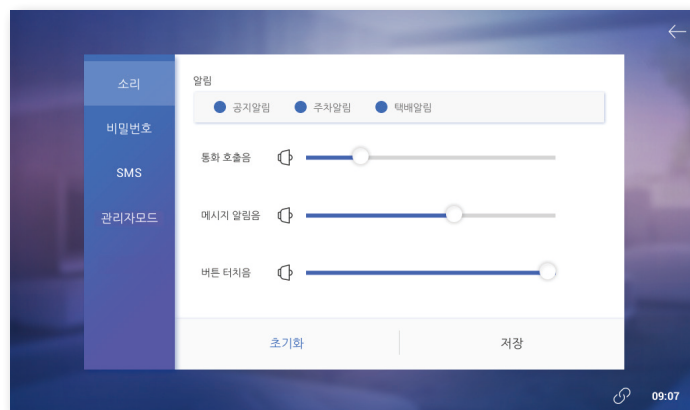 소리
비밀번호
SMS
관리자모드
알림
공지알림 주차알림 택배알림
통화 호출음
메시지 알림음
버튼 터치음
초기화 저장
09:07